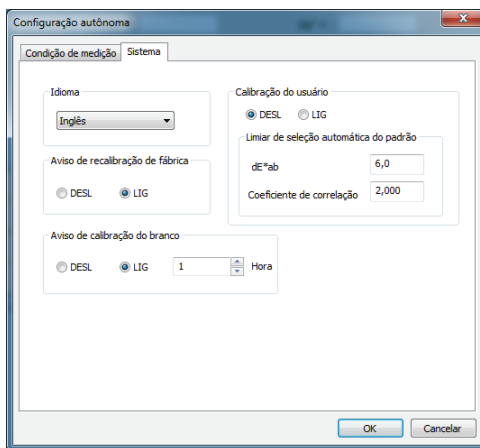 Configuração autônoma
Condição de medição
Sistema
Idioma
Inglês
Aviso de recalibração de fábrica
DESL
LIG
Aviso de calibração do branco
DESL
LIG
1
Hora
Calibração do usuário
DESL
LIG
Limiar de seleção automática do padrão
dE*ab
6,0
Coeficiente de correlação
2,000
OK
Cancelar